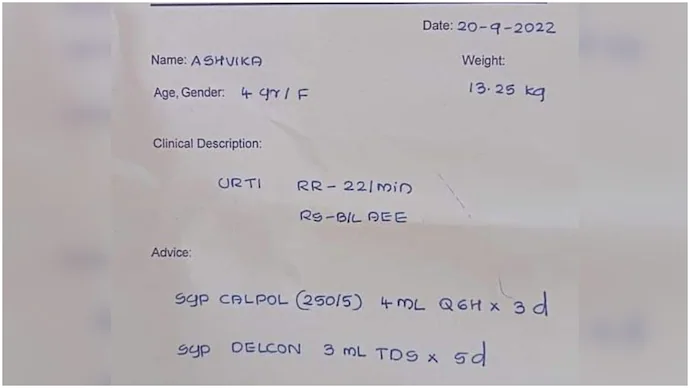 Date: 20-9-2022
Name: ASHVIKA Weight:
Age, Gender: 4 yr / F 13.25 kg
Clinical Description:
URTI RR - 22/min
RS-B/L AEE
Advice:
Syp CALPOL (250/5) 4 mL Q6H x 3 d
Syp DELCON 3 mL TDS x 5d